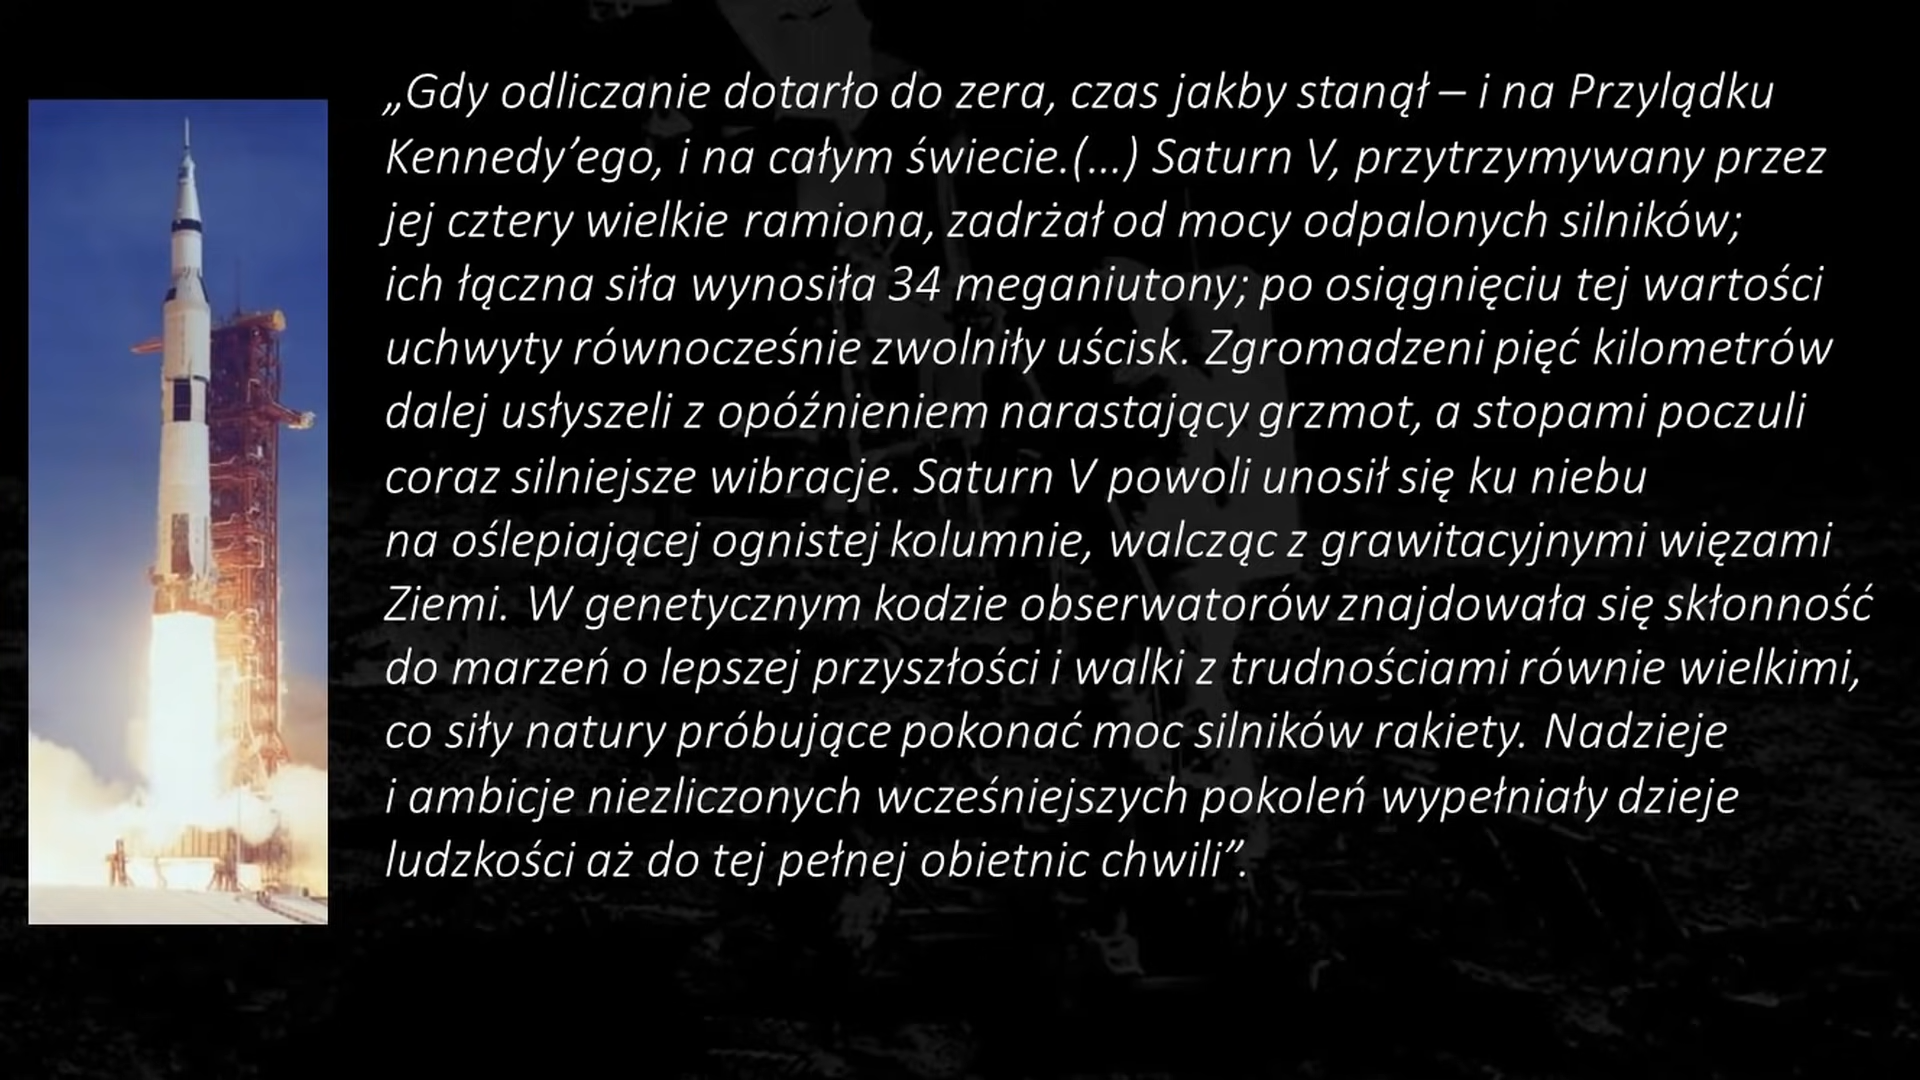 „Gdy odliczanie dotarło do zera, czas jakby stanął – i na Przylądku
Kennedy’ego, i na całym świecie.(...) Saturn V, przytrzymywany przez
jej cztery wielkie ramiona, zadrżał od mocy odpalonych silników;
ich łączna siła wynosiła 34 meganiutony; po osiągnięciu tej wartości
uchwyty równocześnie zwolniły uścisk. Zgromadzeni pięć kilometrów
dalej usłyszeli z opóźnieniem narastający grzmot, a stopami poczuli
coraz silniejsze wibracje. Saturn V powoli unosił się ku niebu
na oślepiającej ognistej kolumnie, walcząc z grawitacyjnymi więzami
Ziemi. W genetycznym kodzie obserwatorów znajdowała się skłonność
do marzeń o lepszej przyszłości i walki z trudnościami równie wielkimi,
co siły natury próbujące pokonać moc silników rakiety. Nadzieje
i ambicje niezliczonych wcześniejszych pokoleń wypełniały dzieje
ludzkości aż do tej pełnej obietnic chwili”.